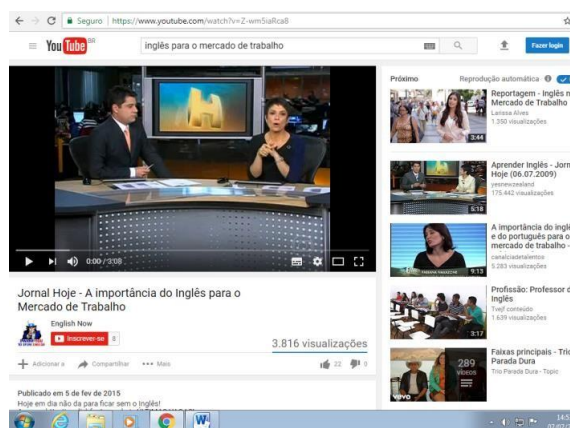 Seguro https://www.youtube.com/watch?v=Z-wm5iaRca8
YouTube BR
inglês para o mercado de trabalho
Fazer login
0:00 / 3:08
Jornal Hoje - A importância do Inglês para o
Mercado de Trabalho
English Now
Inscrever-se 8
3.816 visualizações
Adicionar a Compartilhar Mais
22 0
Publicado em 5 de fev de 2015
Hoje em dia não da para ficar sem o Inglês!
Próximo Reprodução automática
3:44
Reportagem - Inglês n
Mercado de Trabalho
Larissa Alves
1.350 visualizações
5:18
Aprender Inglês - Jorn
Hoje (06.07.2009)
yesnewzealand
175.442 visualizações
9:13
A importância do inglê
e do português para o
mercado de trabalho -
canalciadetalentos
5.283 visualizações
3:17
Profissão: Professor d
Inglês
Tvejf conteúdo
1.639 visualizações
289
VÍDEOS
vevo
Faixas principais - Trio
Parada Dura
Trio Parada Dura - Topic